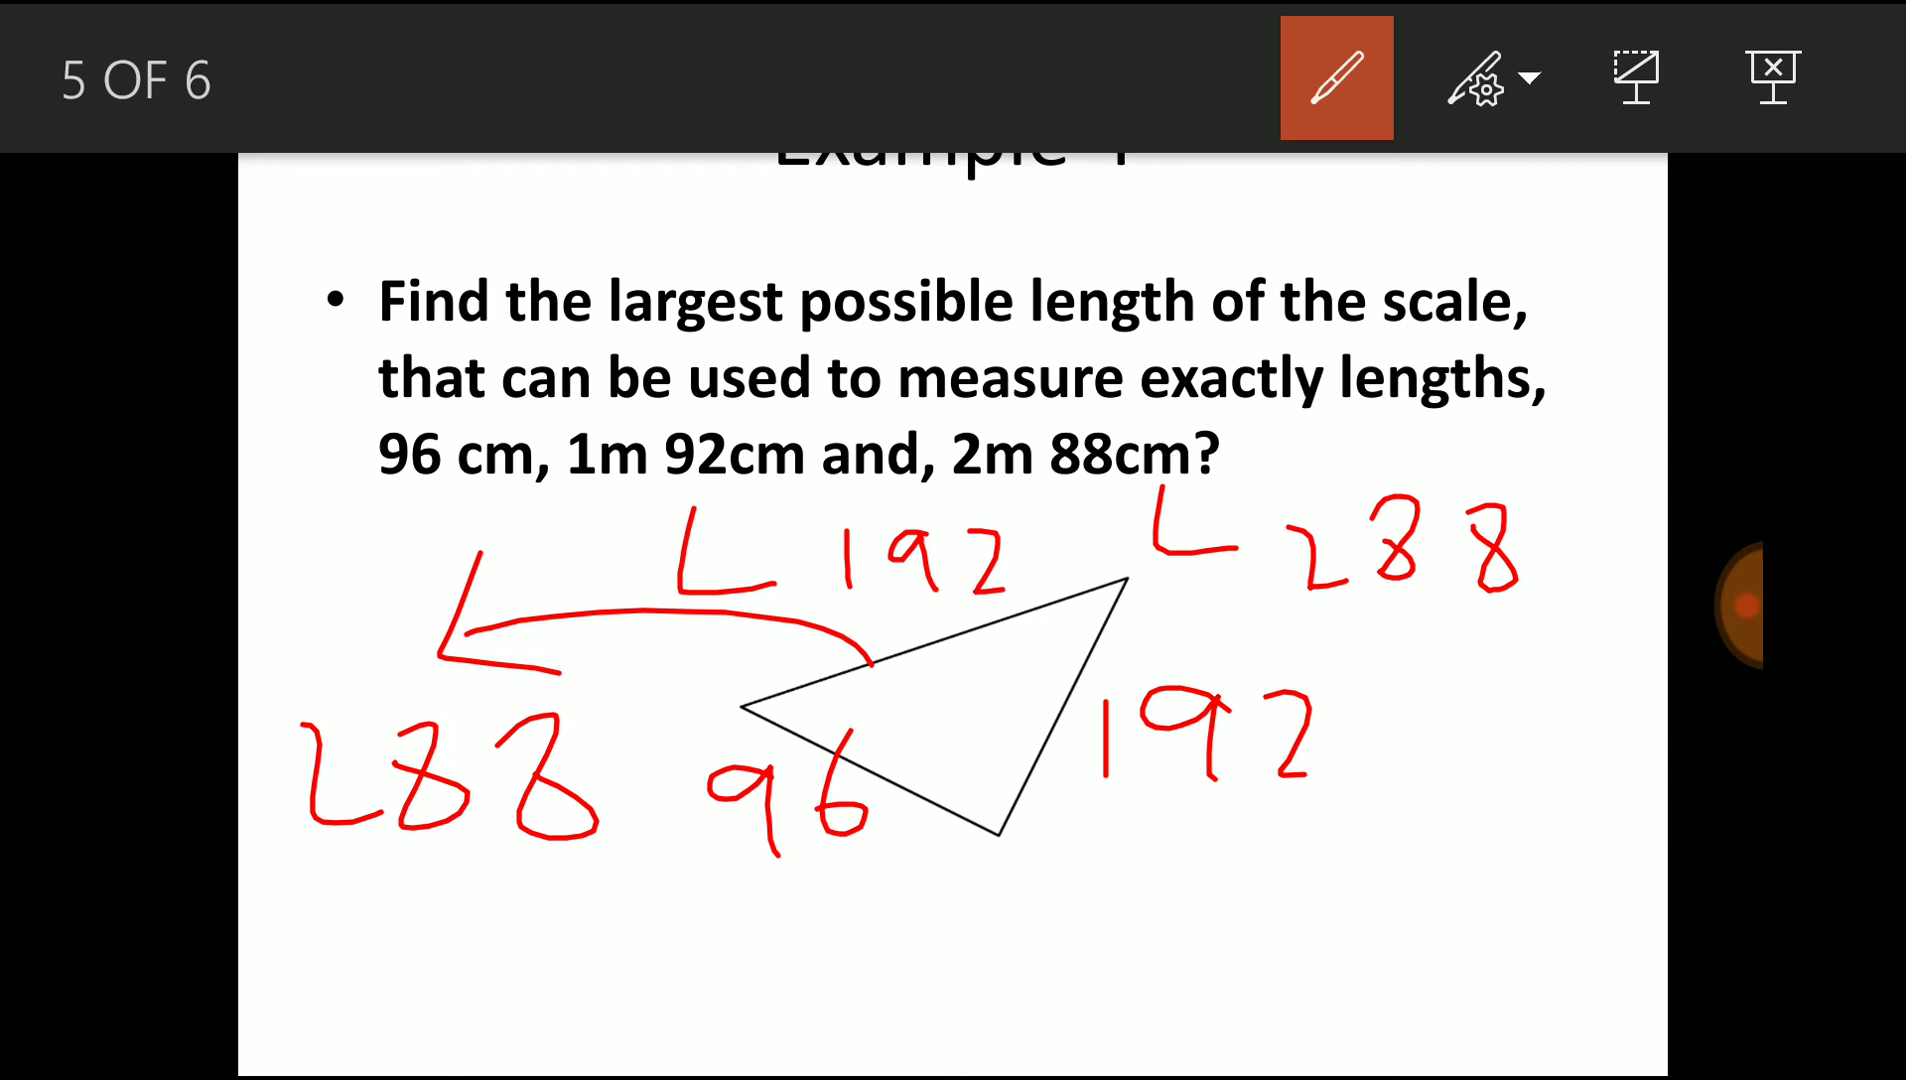 5 OF 6
Example
• Find the largest possible length of the scale,
that can be used to measure exactly lengths,
96 cm, 1m 92cm and, 2m 88cm?
192 288
288 96 192